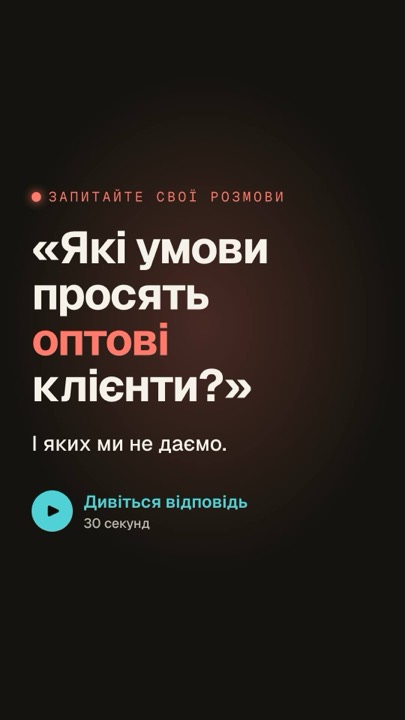 ЗАПИТАЙТЕ СВОЇ РОЗМОВИ
«Які умови
просять
оптові
клієнти?»
І яких ми не даємо.
Дивіться відповідь
30 секунд